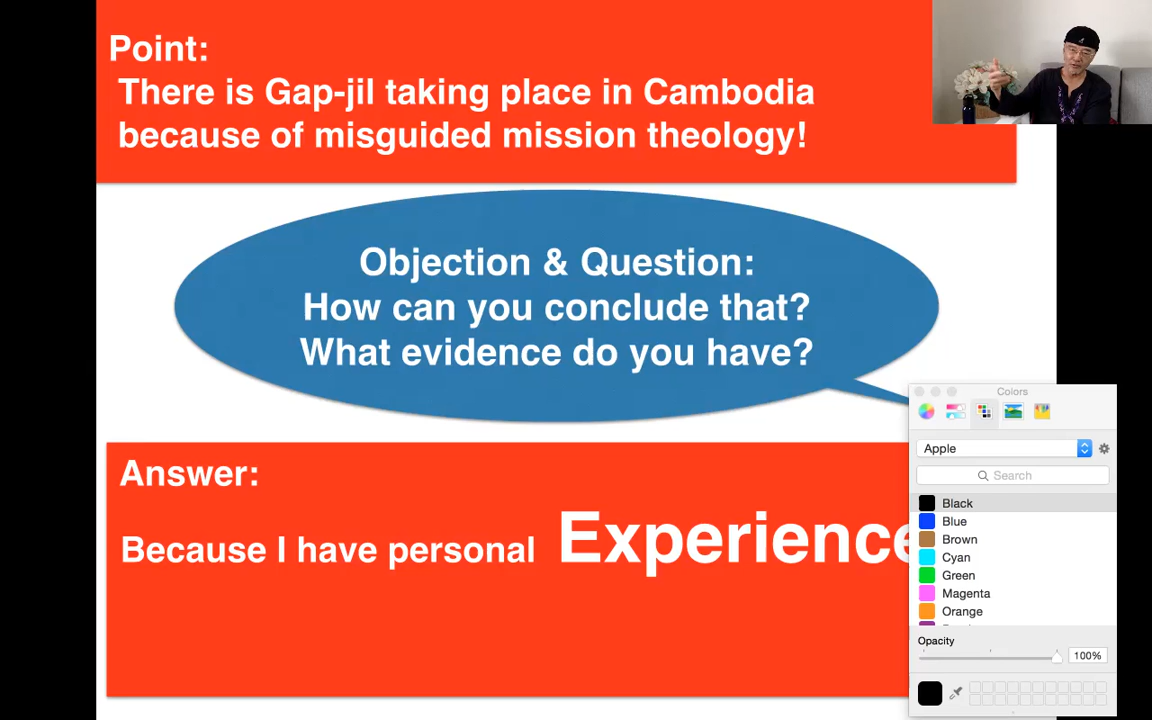 Point:
There is Gap-jil taking place in Cambodia
because of misguided mission theology!
Objection & Question:
How can you conclude that?
What evidence do you have?
Answer:
Because I have personal Experience
Colors
Apple
Search
Black
Blue
Brown
Cyan
Green
Magenta
Orange
Opacity
100%